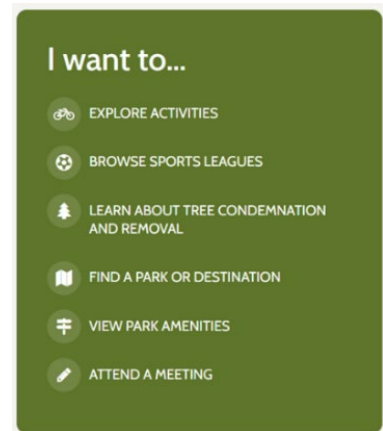 I want to...
EXPLORE ACTIVITIES
BROWSE SPORTS LEAGUES
LEARN ABOUT TREE CONDEMNATION
AND REMOVAL
FIND A PARK OR DESTINATION
VIEW PARK AMENITIES
ATTEND A MEETING